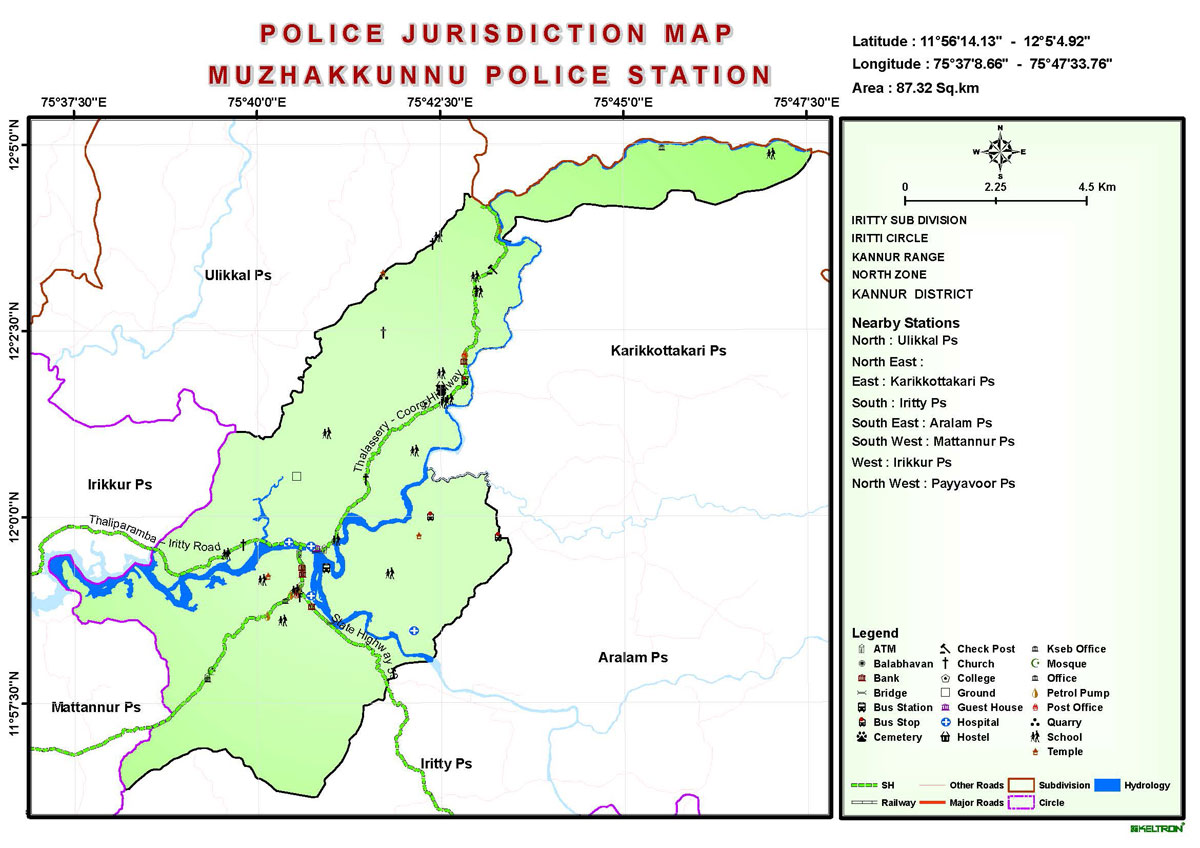 POLICE JURISDICTION MAP
MUZHAKKUNNU POLICE STATION
Latitude : 11°56'14.13" - 12°5'4.92"
Longitude : 75°37'8.66" - 75°47'33.76"
Area : 87.32 Sq.km
75°37'30"E 75°40'0"E 75°42'30"E 75°45'0"E 75°47'30"E
12°5'0"N
12°2'30"N
12°0'0"N
11°57'30"N
Ulikkal Ps
Karikkottakari Ps
Thalassery - Coorg Highway
Irikkur Ps
Thaliparamba - Iritty Road
State Highway 59
Aralam Ps
Mattannur Ps
Iritty Ps
N
W E
S
0 2.25 4.5 Km
IRITTY SUB DIVISION
IRITTI CIRCLE
KANNUR RANGE
NORTH ZONE
KANNUR DISTRICT
Nearby Stations
North : Ulikkal Ps
North East :
East : Karikkottakari Ps
South : Iritty Ps
South East : Aralam Ps
South West : Mattannur Ps
West : Irikkur Ps
North West : Payyavoor Ps
Legend
ATM Check Post Kseb Office
Balabhavan Church Mosque
Bank College Office
Bridge Ground Petrol Pump
Bus Station Guest House Post Office
Bus Stop Hospital Quarry
Cemetery Hostel School
Temple
SH Other Roads Subdivision Hydrology
Railway Major Roads Circle
KELTRON